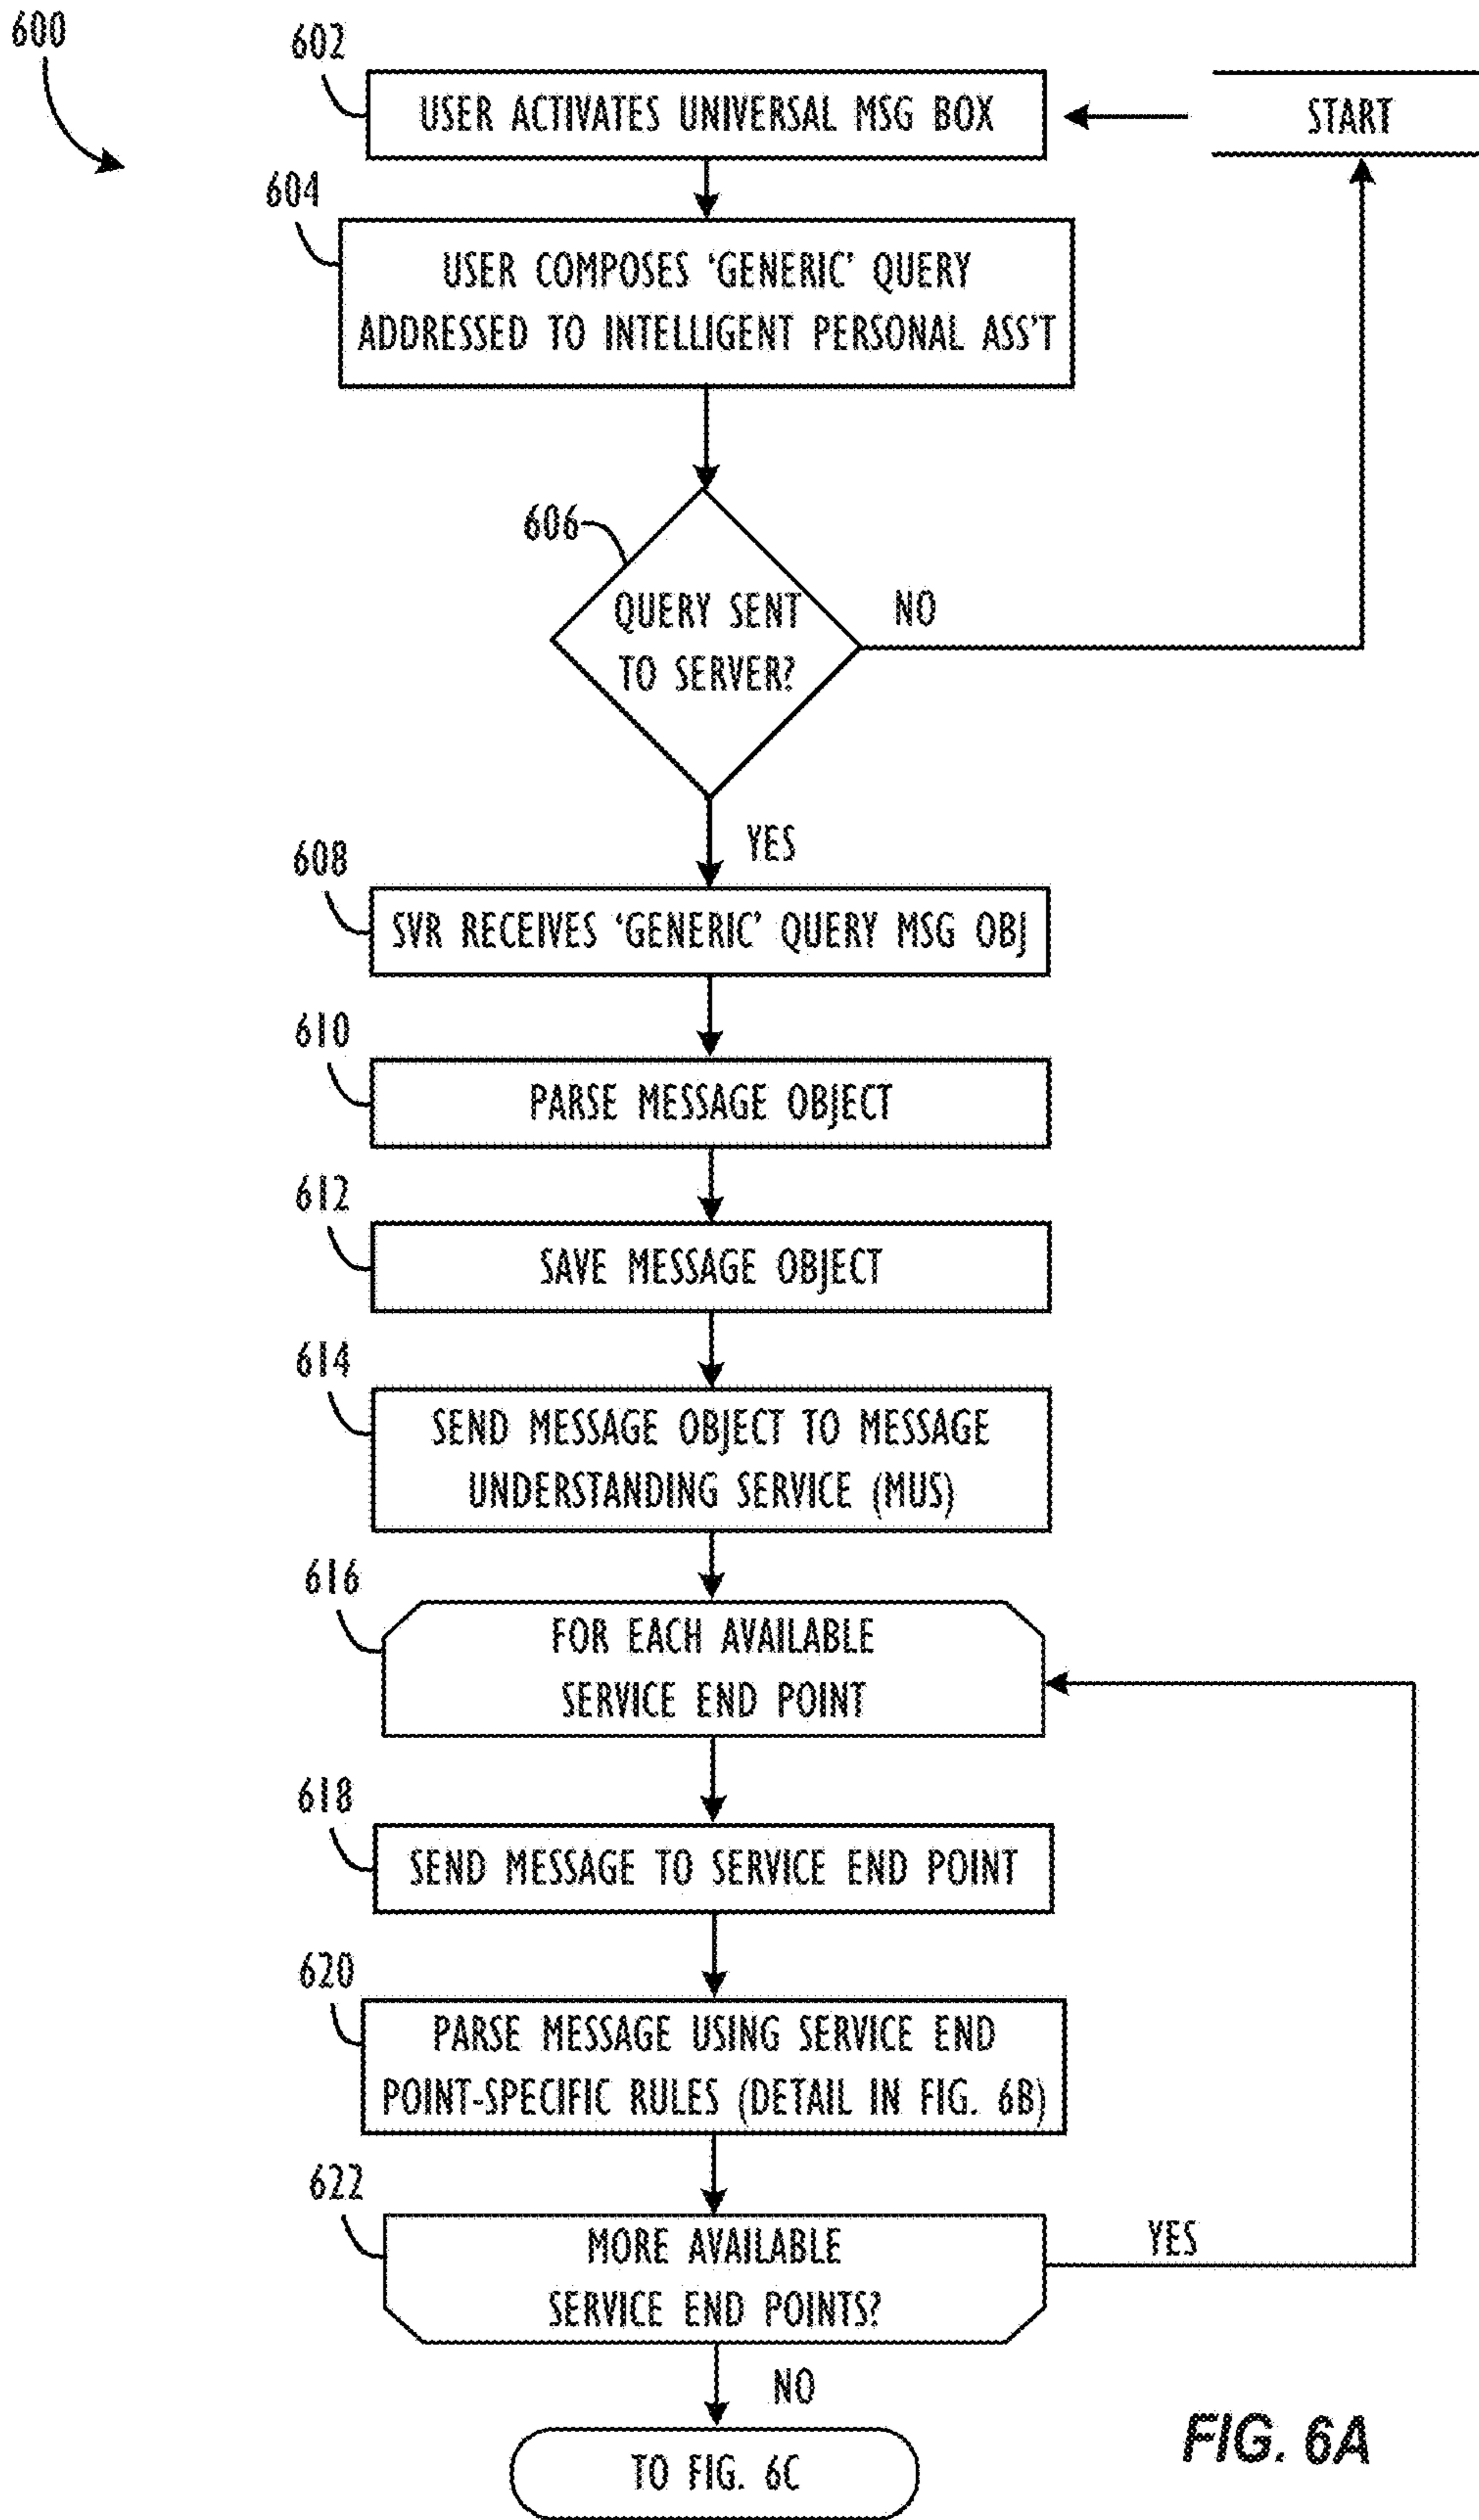 600
602
USER ACTIVATES UNIVERSAL MSG BOX
START
604
USER COMPOSES ‘GENERIC’ QUERY
ADDRESSED TO INTELLIGENT PERSONAL ASS'T
606
QUERY SENT
TO SERVER?
NO
YES
608
SVR RECEIVES ‘GENERIC’ QUERY MSG OBJ
610
PARSE MESSAGE OBJECT
612
SAVE MESSAGE OBJECT
614
SEND MESSAGE OBJECT TO MESSAGE
UNDERSTANDING SERVICE (MUS)
616
FOR EACH AVAILABLE
SERVICE END POINT
618
SEND MESSAGE TO SERVICE END POINT
620
PARSE MESSAGE USING SERVICE END
POINT-SPECIFIC RULES (DETAIL IN FIG. 6B)
622
MORE AVAILABLE
SERVICE END POINTS?
YES
NO
TO FIG. 6C
FIG. 6A